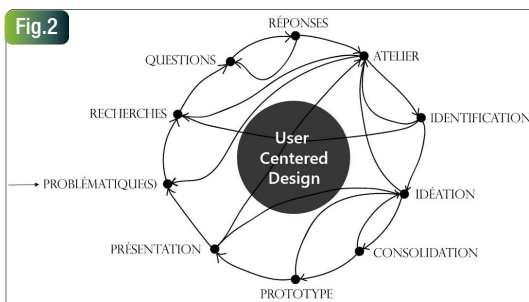 Fig.2
RÉPONSES
QUESTIONS
ATELIER
RECHERCHES
IDENTIFICATION
User
Centered
Design
PROBLÉMATIQUE(S)
IDÉATION
PRÉSENTATION
CONSOLIDATION
PROTOTYPE